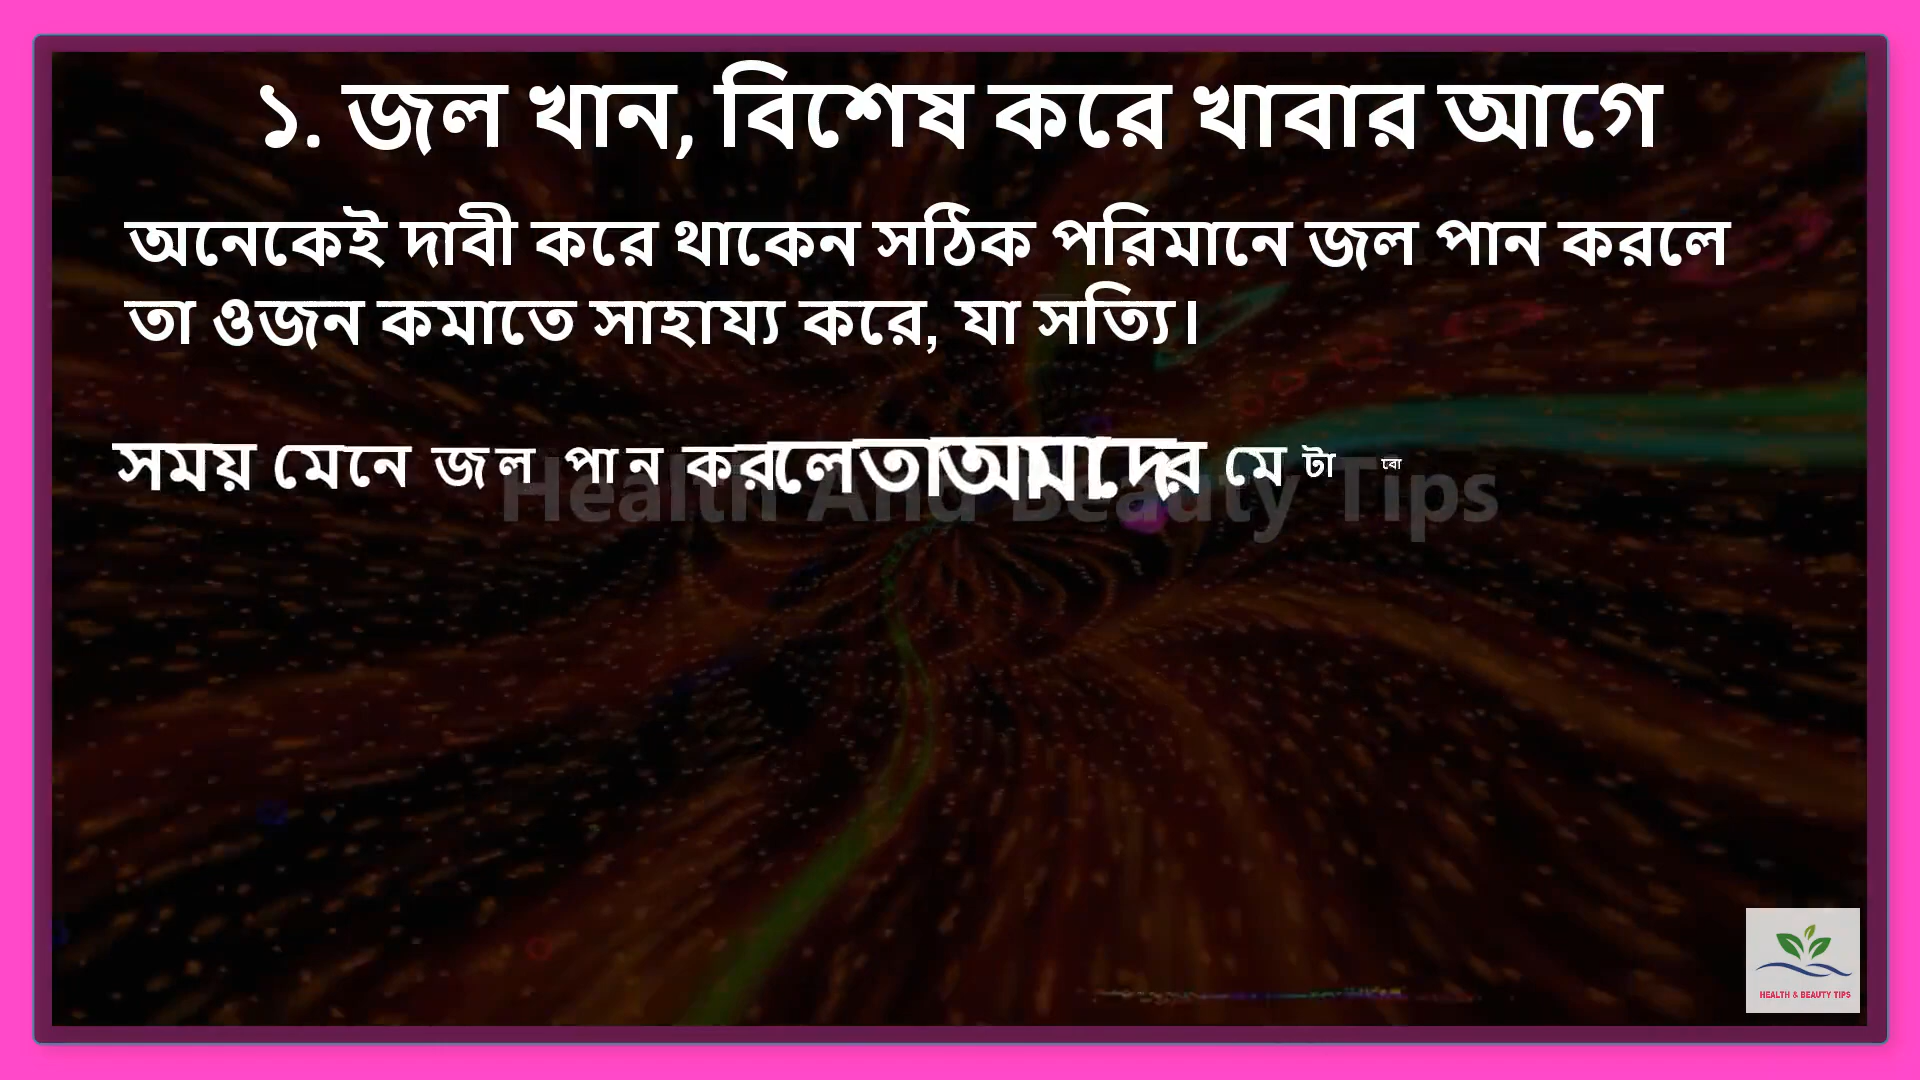 ১. জল খান, বিশেষ করে খাবার আগে
অনেকেই দাবী করে থাকেন সঠিক পরিমানে জল পান করলে
তা ওজন কমাতে সাহায্য করে, যা সত্যি।
সময় মেনে জল পান করলে তা আমাদের মেটাবো
Health And Beauty Tips
HEALTH & BEAUTY TIPS